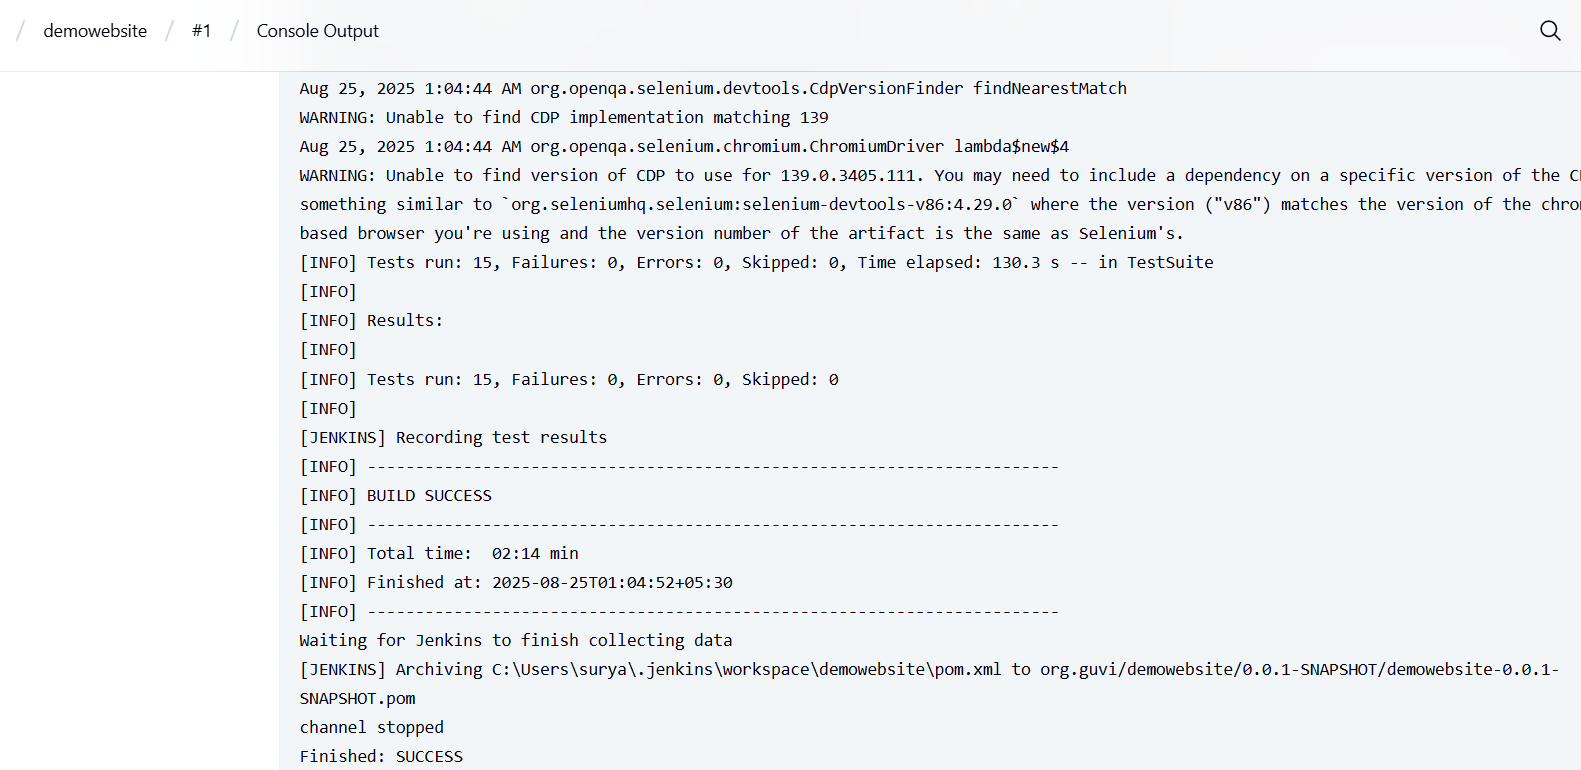 / demowebsite / #1 / Console Output
Aug 25, 2025 1:04:44 AM org.openqa.selenium.devtools.CdpVersionFinder findNearestMatch
WARNING: Unable to find CDP implementation matching 139
Aug 25, 2025 1:04:44 AM org.openqa.selenium.chromium.ChromiumDriver lambda$new$4
WARNING: Unable to find version of CDP to use for 139.0.3405.111. You may need to include a dependency on a specific version of the
something similar to `org.seleniumhq.selenium:selenium-devtools-v86:4.29.0` where the version ("v86") matches the version of the
based browser you're using and the version number of the artifact is the same as Selenium's.
[INFO] Tests run: 15, Failures: 0, Errors: 0, Skipped: 0, Time elapsed: 130.3 s -- in TestSuite
[INFO]
[INFO] Results:
[INFO]
[INFO] Tests run: 15, Failures: 0, Errors: 0, Skipped: 0
[INFO]
[JENKINS] Recording test results
[INFO] ------------------------------------------------------------------------
[INFO] BUILD SUCCESS
[INFO] ------------------------------------------------------------------------
[INFO] Total time:  02:14 min
[INFO] Finished at: 2025-08-25T01:04:52+05:30
[INFO] ------------------------------------------------------------------------
Waiting for Jenkins to finish collecting data
[JENKINS] Archiving C:\Users\surya\.jenkins\workspace\demowebsite\pom.xml to org.guvi/demowebsite/0.0.1-SNAPSHOT/demowebsite-0.0.1-
SNAPSHOT.pom
channel stopped
Finished: SUCCESS